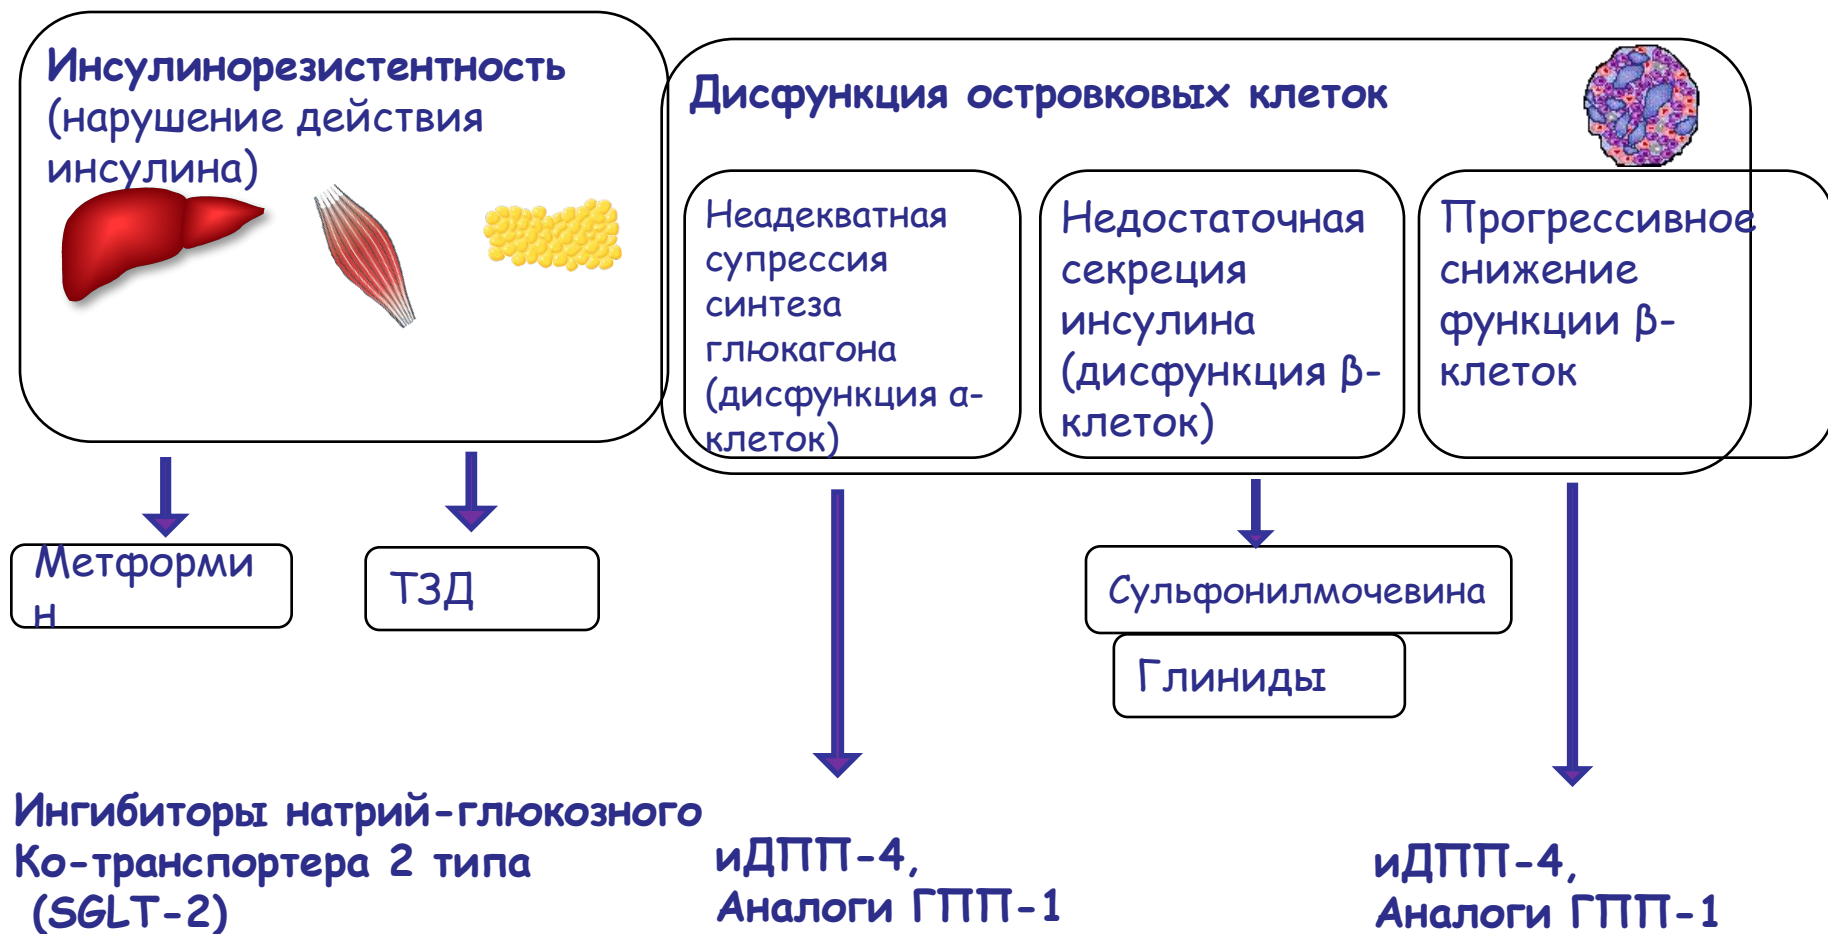 Инсулинорезистентность
(нарушение действия
инсулина)
Дисфункция островковых клеток
Неадекватная
супрессия
синтеза
глюкагона
(дисфункция α-
клеток)
Недостаточная
секреция
инсулина
(дисфункция β-
клеток)
Прогрессивное
снижение
функции β-
клеток
Метформи
н
ТЗД
Сульфонилмочевина
Глиниды
Ингибиторы натрий-глюкозного
Ко-транспортера 2 типа
(SGLT-2)
иДПП-4,
Аналоги ГПП-1
иДПП-4,
Аналоги ГПП-1